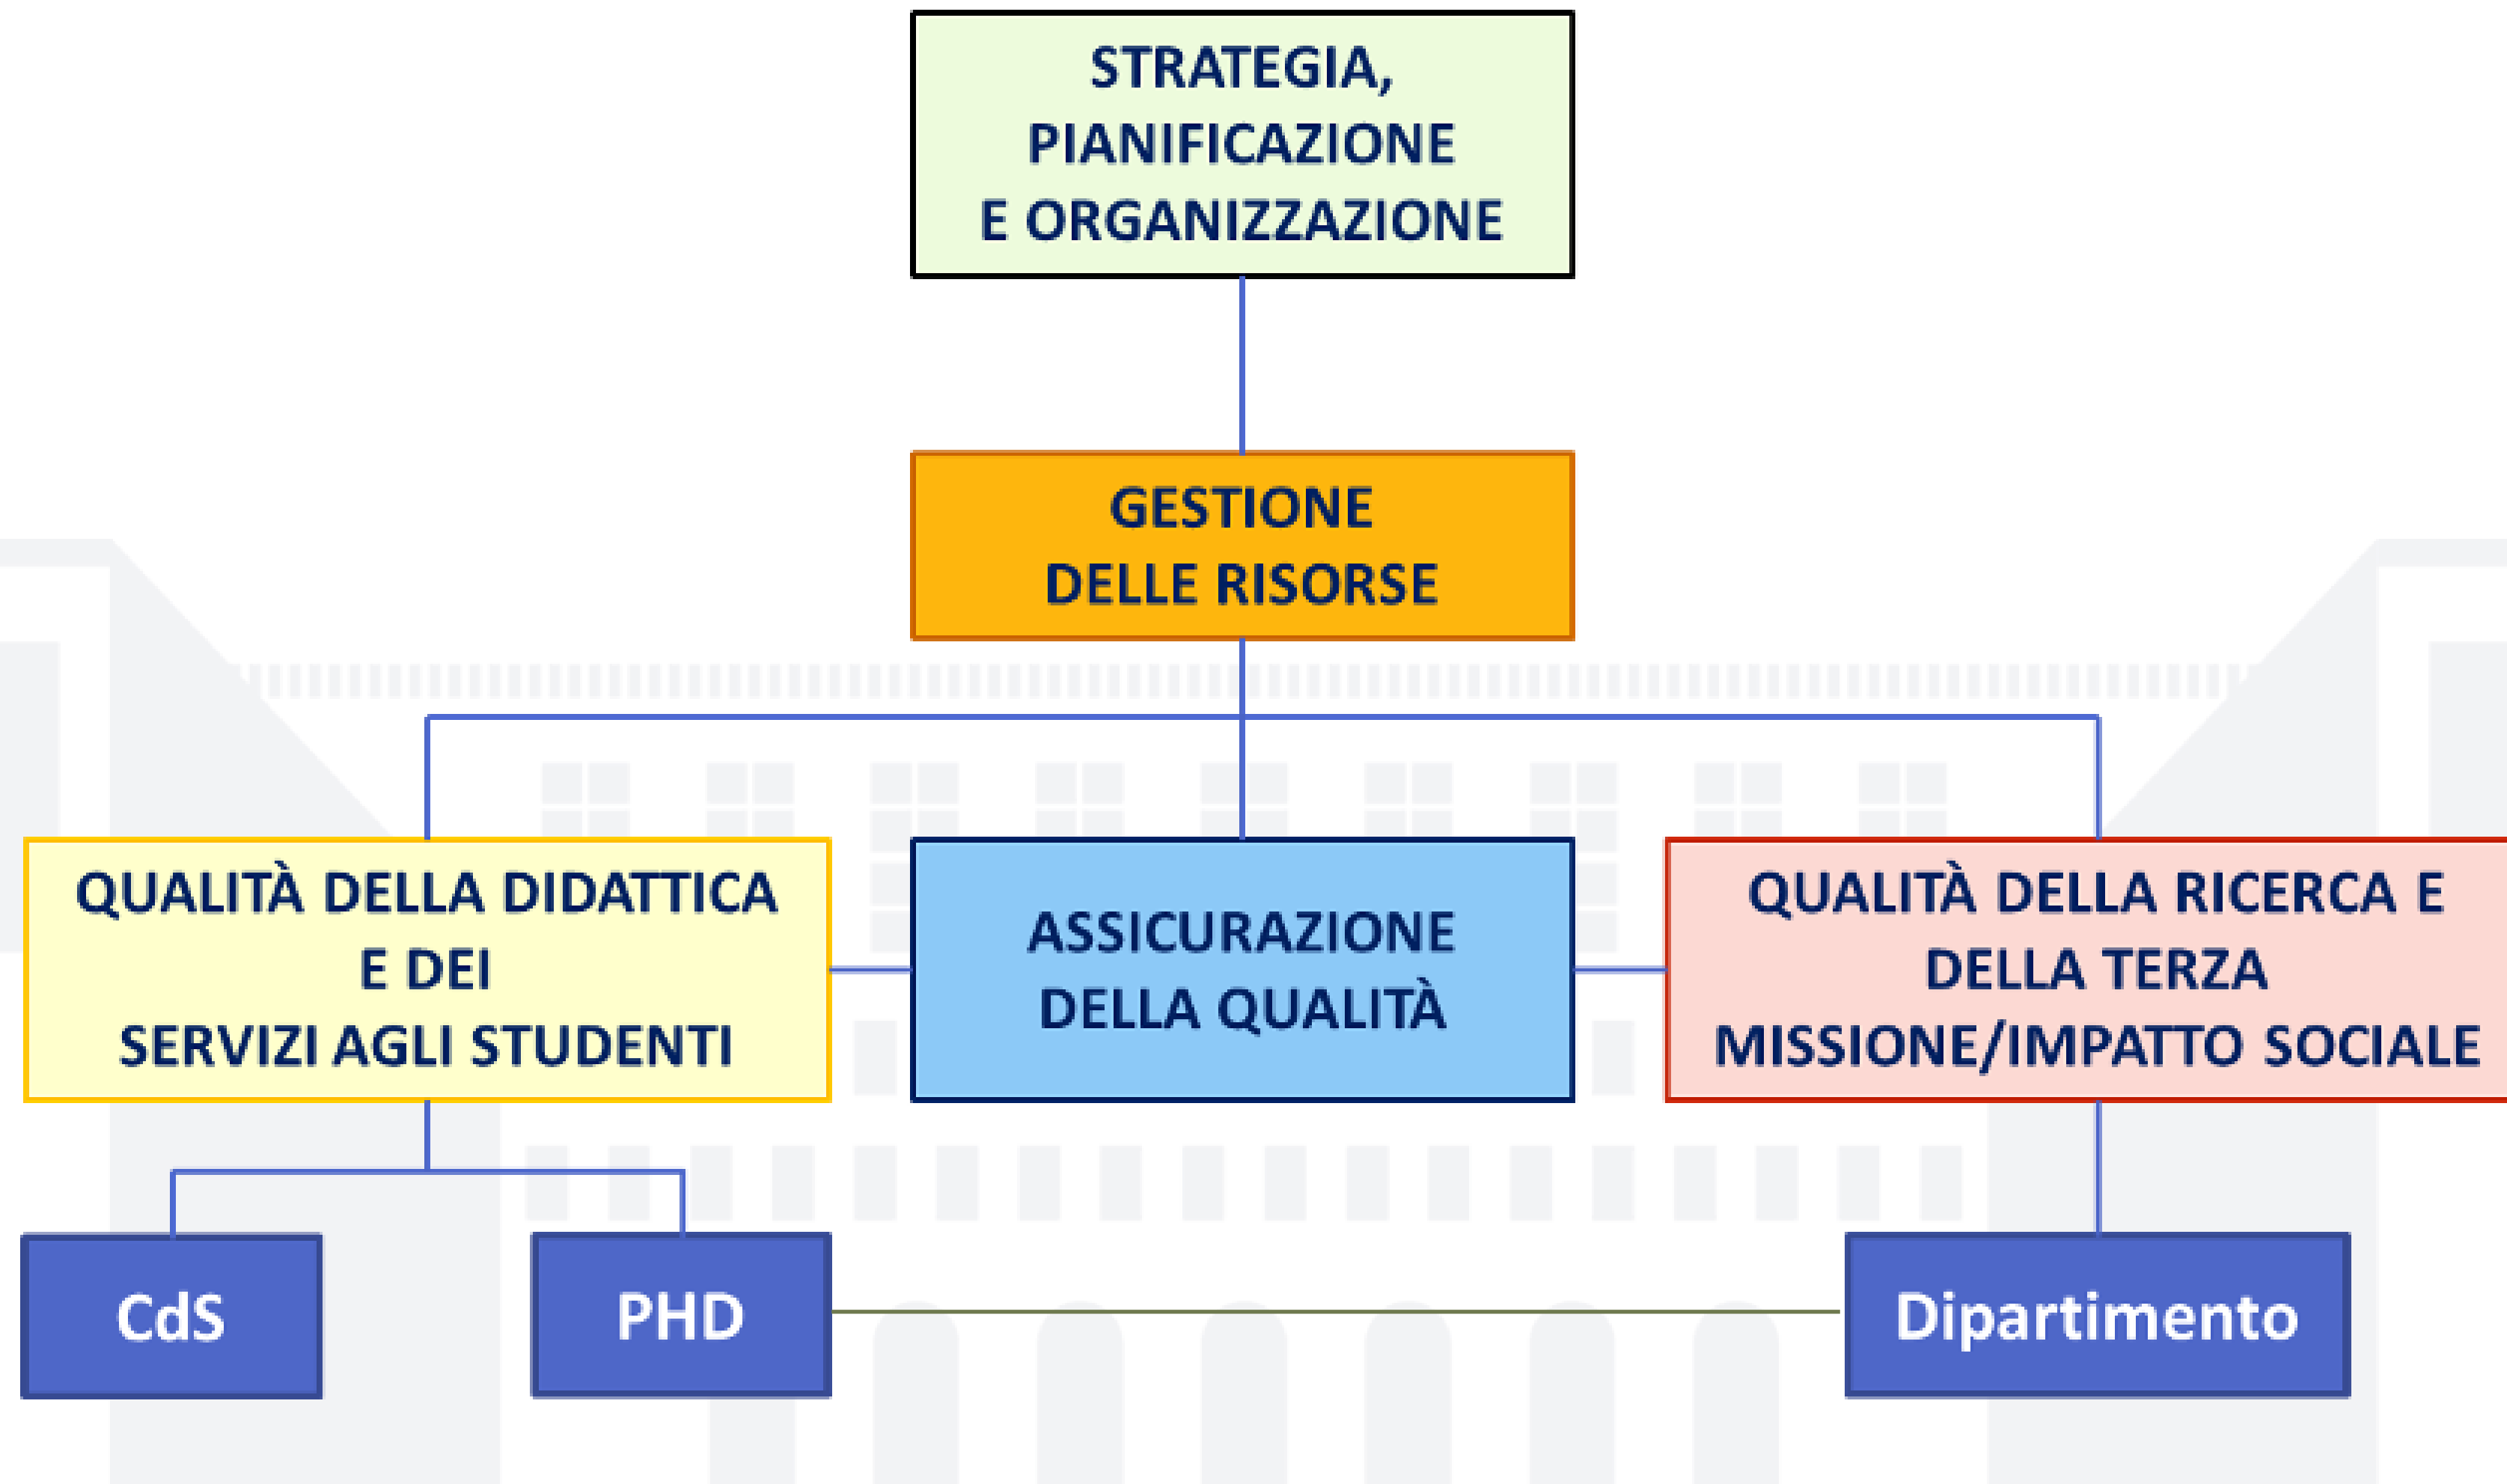 STRATEGIA,
PIANIFICAZIONE
E ORGANIZZAZIONE
GESTIONE
DELLE RISORSE
QUALITÀ DELLA DIDATTICA
E DEI
SERVIZI AGLI STUDENTI
ASSICURAZIONE
DELLA QUALITÀ
QUALITÀ DELLA RICERCA E
DELLA TERZA
MISSIONE/IMPATTO SOCIALE
CdS
PHD
Dipartimento